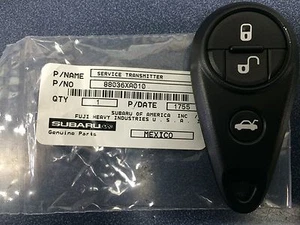 P/NAME SERVICE TRANSMITTER
P/NO 88036XA010
QTY 1 P/DATE 1755
SUBARU OF AMERICA INC
FUJI HEAVY INDUSTRIES U.S.A.
SUBARU
Genuine Parts
MEXICO